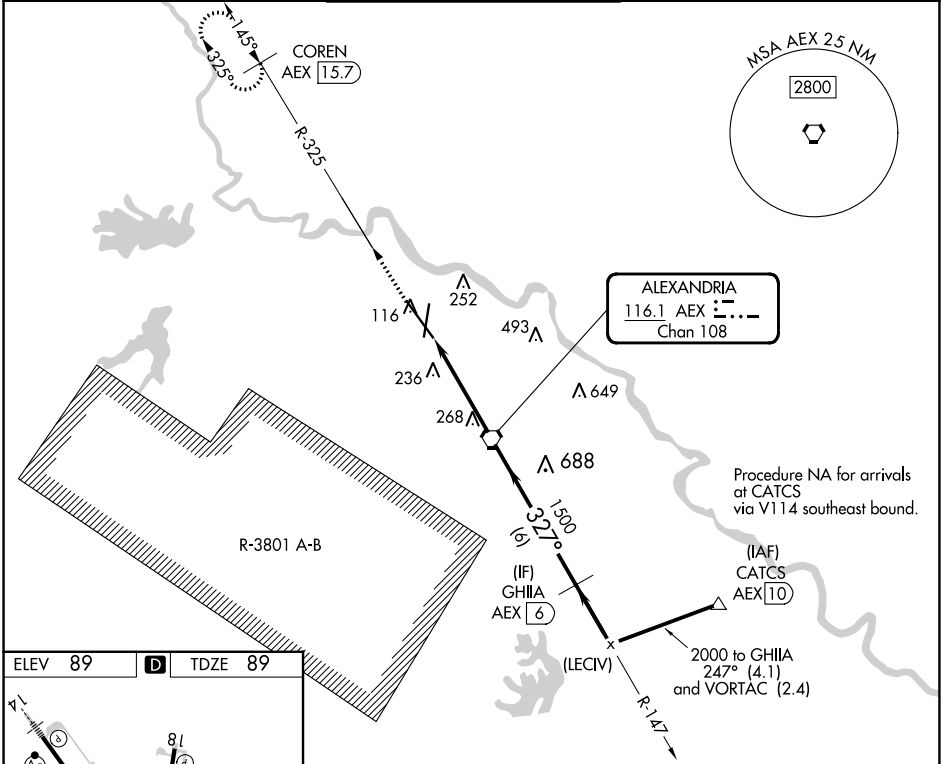 145°
325°
COREN
AEX 15.7
R-325
MSA AEX 25 NM
2800
116
252
493
236
268
649
688
ALEXANDRIA
116.1 AEX
Chan 108
R-3801 A-B
1500
327°
(6)
(IF)
GHIIA
AEX 6
Procedure NA for arrivals
at CATCS
via V114 southeast bound.
(IAF)
CATCS
AEX 10
(LECIV)
x
2000 to GHIIA
247° (4.1)
and VORTAC (2.4)
R-147
ELEV 89 D TDZE 89
14
P
18
P